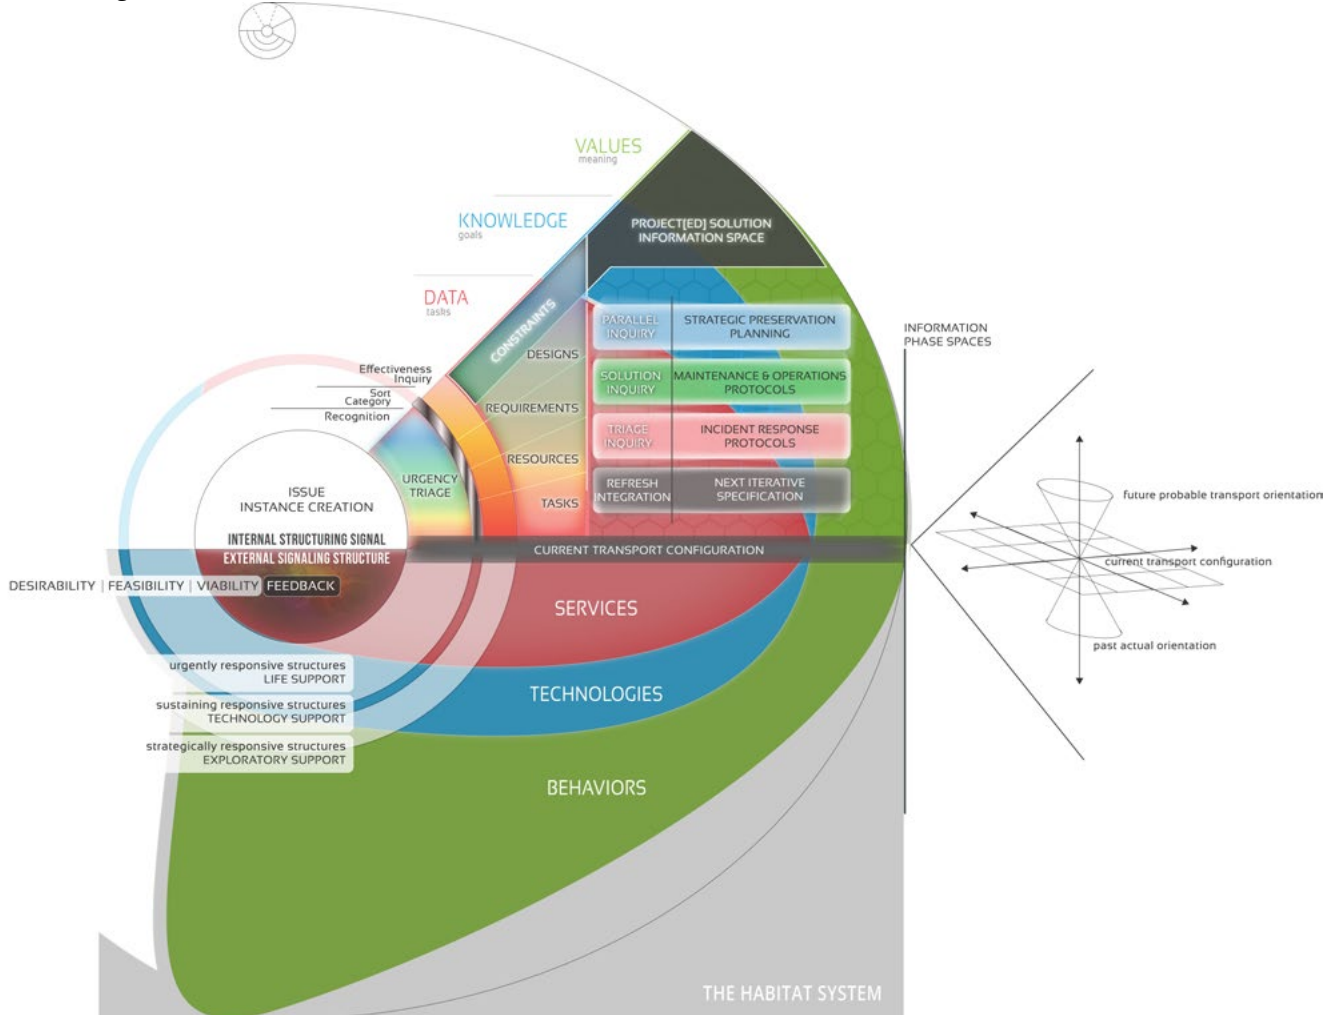 VALUES
meaning
KNOWLEDGE
goals
DATA
tasks
PROJECT[ED] SOLUTION
INFORMATION SPACE
CONSTRAINTS
DESIGNS
REQUIREMENTS
RESOURCES
TASKS
PARALLEL
INQUIRY
STRATEGIC PRESERVATION
PLANNING
SOLUTION
INQUIRY
MAINTENANCE & OPERATIONS
PROTOCOLS
TRIAGE
INQUIRY
INCIDENT RESPONSE
PROTOCOLS
REFRESH
INTEGRATION
NEXT ITERATIVE
SPECIFICATION
INFORMATION
PHASE SPACES
Effectiveness
Inquiry
Sort
Category
Recognition
URGENCY
TRIAGE
ISSUE
INSTANCE CREATION
INTERNAL STRUCTURING SIGNAL
EXTERNAL SIGNALING STRUCTURE
DESIRABILITY | FEASIBILITY | VIABILITY FEEDBACK
CURRENT TRANSPORT CONFIGURATION
future probable transport orientation
current transport configuration
past actual orientation
SERVICES
TECHNOLOGIES
BEHAVIORS
urgently responsive structures
LIFE SUPPORT
sustaining responsive structures
TECHNOLOGY SUPPORT
strategically responsive structures
EXPLORATORY SUPPORT
THE HABITAT SYSTEM